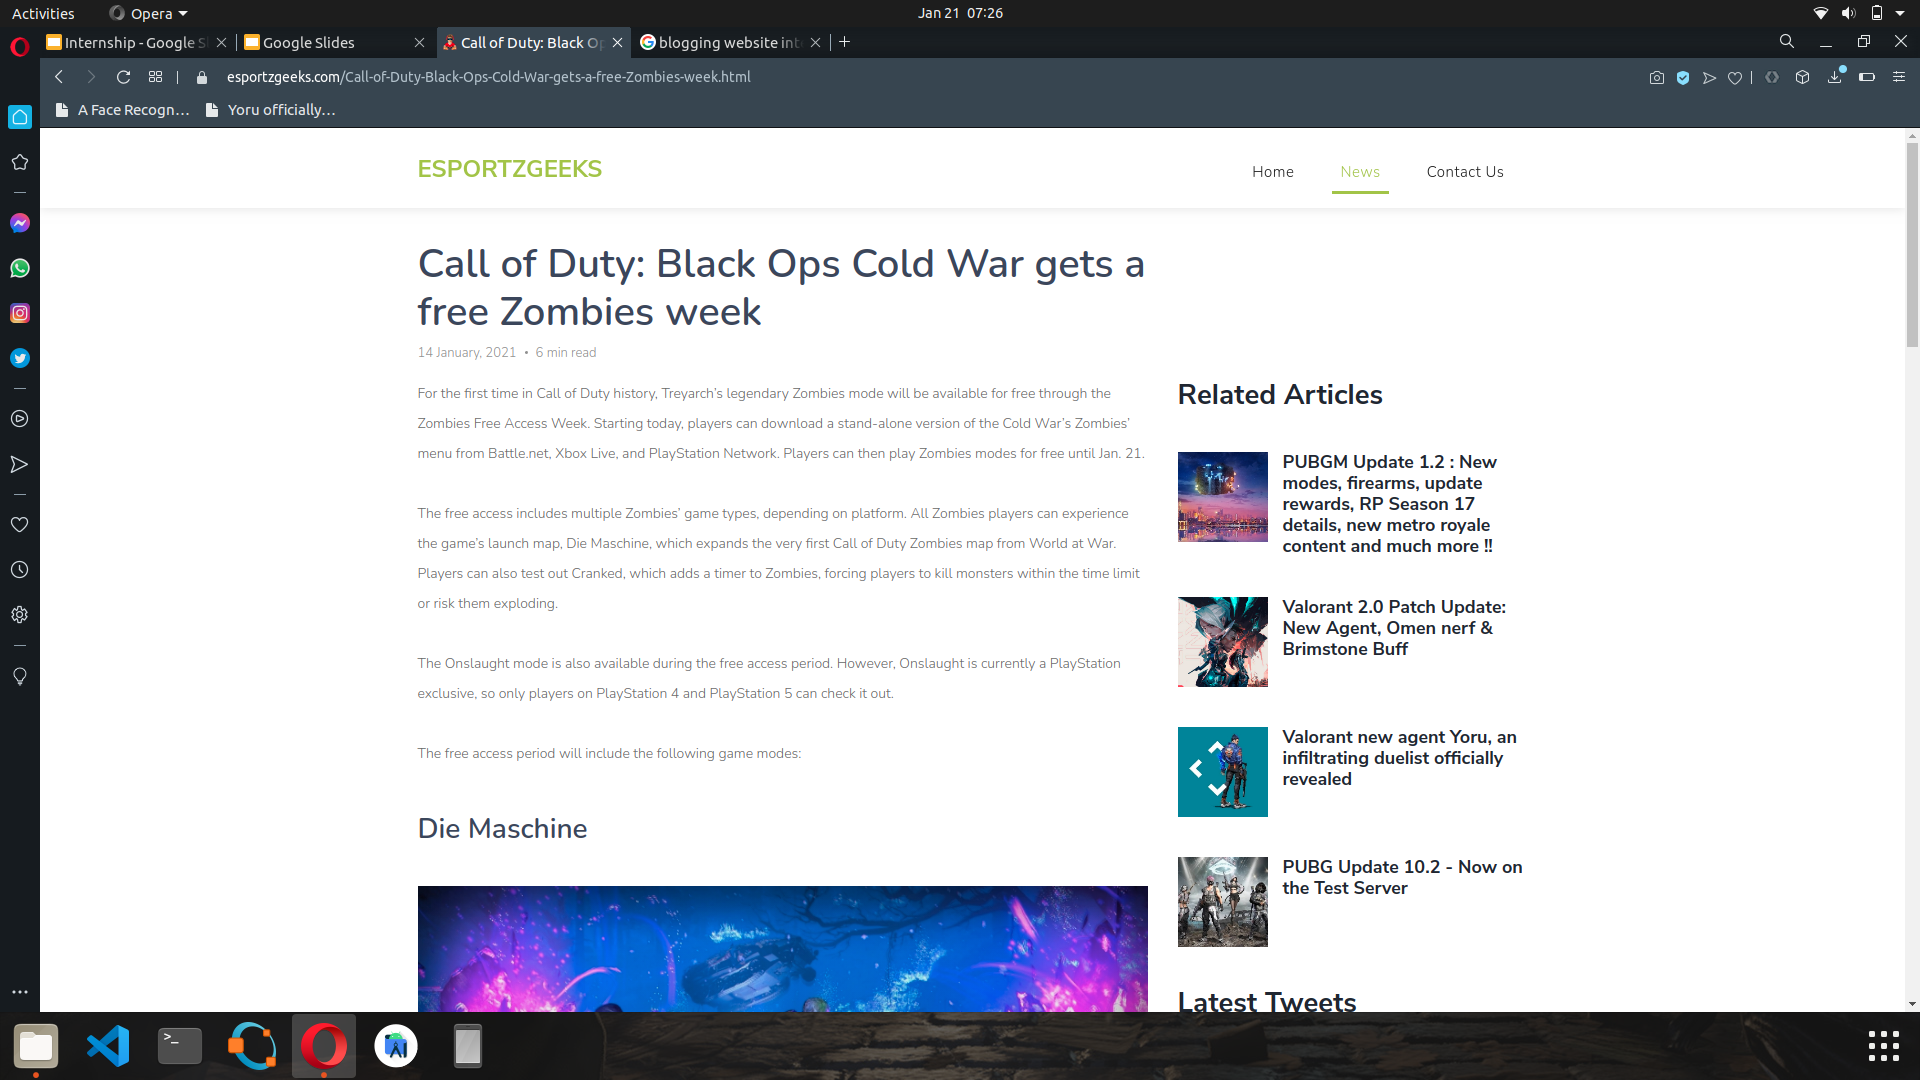 Activities
Opera
Jan 21 07:26
Internship - Google S
Google Slides
Call of Duty: Black Op
blogging website int
esportzgeeks.com/Call-of-Duty-Black-Ops-Cold-War-gets-a-free-Zombies-week.html
A Face Recogn…
Yoru officially…
ESPORTZGEEKS
Home
News
Contact Us
Call of Duty: Black Ops Cold War gets a
free Zombies week
14 January, 2021 • 6 min read
For the first time in Call of Duty history, Treyarch’s legendary Zombies mode will be available for free through the
Zombies Free Access Week. Starting today, players can download a stand-alone version of the Cold War’s Zombies’
menu from Battle.net, Xbox Live, and PlayStation Network. Players can then play Zombies modes for free until Jan. 21.
The free access includes multiple Zombies’ game types, depending on platform. All Zombies players can experience
the game’s launch map, Die Maschine, which expands the very first Call of Duty Zombies map from World at War.
Players can also test out Cranked, which adds a timer to Zombies, forcing players to kill monsters within the time limit
or risk them exploding.
The Onslaught mode is also available during the free access period. However, Onslaught is currently a PlayStation
exclusive, so only players on PlayStation 4 and PlayStation 5 can check it out.
The free access period will include the following game modes:
Die Maschine
Related Articles
PUBGM Update 1.2 : New
modes, firearms, update
rewards, RP Season 17
details, new metro royale
content and much more !!
Valorant 2.0 Patch Update:
New Agent, Omen nerf &
Brimstone Buff
Valorant new agent Yoru, an
infiltrating duelist officially
revealed
PUBG Update 10.2 - Now on
the Test Server
Latest Tweets